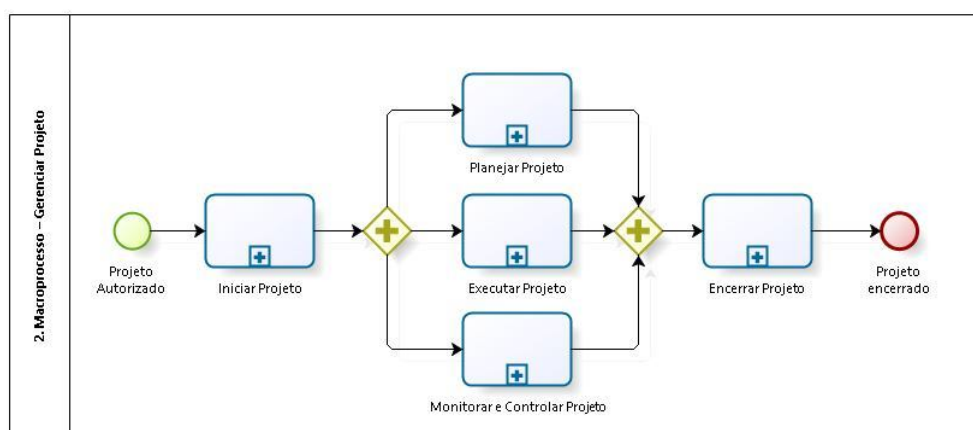 2. Macroprocesso – Gerenciar Projeto
Projeto
Autorizado
Iniciar Projeto
Planejar Projeto
Executar Projeto
Monitorar e Controlar Projeto
Encerrar Projeto
Projeto
encerrado